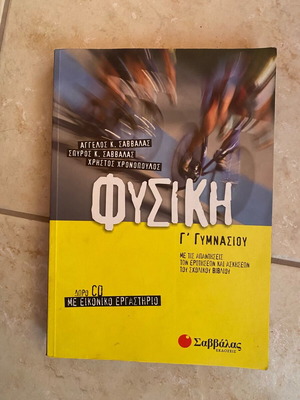 ΑΓΓΕΛΟΣ Κ. ΣΑΒΒΑΛΑΣ
ΣΠΥΡΟΣ Κ. ΣΑΒΒΑΛΑΣ
ΧΡΗΣΤΟΣ ΧΡΟΝΟΠΟΥΛΟΣ
ΦΥΣΙΚΗ
Γ' ΓΥΜΝΑΣΙΟΥ
ΜΕ ΤΙΣ ΑΠΑΝΤΗΣΕΙΣ
ΤΩΝ ΕΡΩΤΗΣΕΩΝ ΚΑΙ ΑΣΚΗΣΕΩΝ
ΤΟΥ ΣΧΟΛΙΚΟΥ ΒΙΒΛΙΟΥ
ΔΩΡΟ CD
ΜΕ ΕΙΚΟΝΙΚΟ ΕΡΓΑΣΤΗΡΙΟ
Σαββάλας
ΕΚΔΟΣΕΙΣ